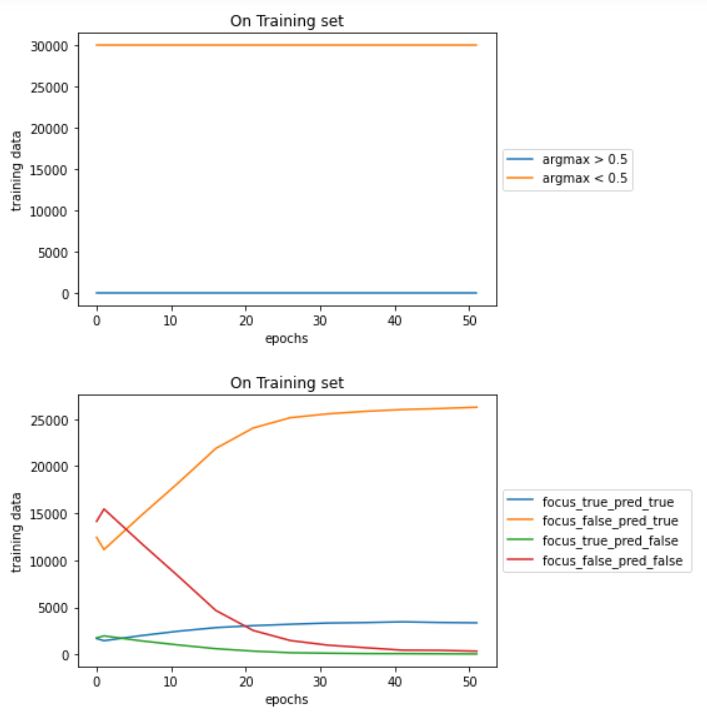 On Training set
30000
25000
20000
15000
10000
5000
0
training data
0 10 20 30 40 50
epochs
argmax > 0.5
argmax < 0.5
On Training set
25000
20000
15000
10000
5000
0
training data
0 10 20 30 40 50
epochs
focus_true_pred_true
focus_false_pred_true
focus_true_pred_false
focus_false_pred_false